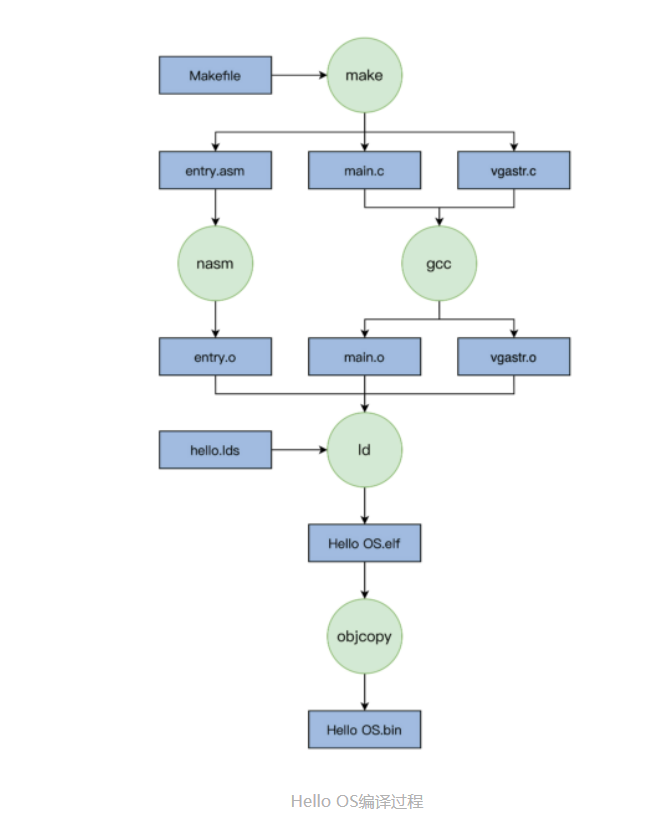 Makefile
make
entry.asm
main.c
vgastr.c
nasm
gcc
entry.o
main.o
vgastr.o
hello.lds
ld
Hello OS.elf
objcopy
Hello OS.bin
Hello OS编译过程